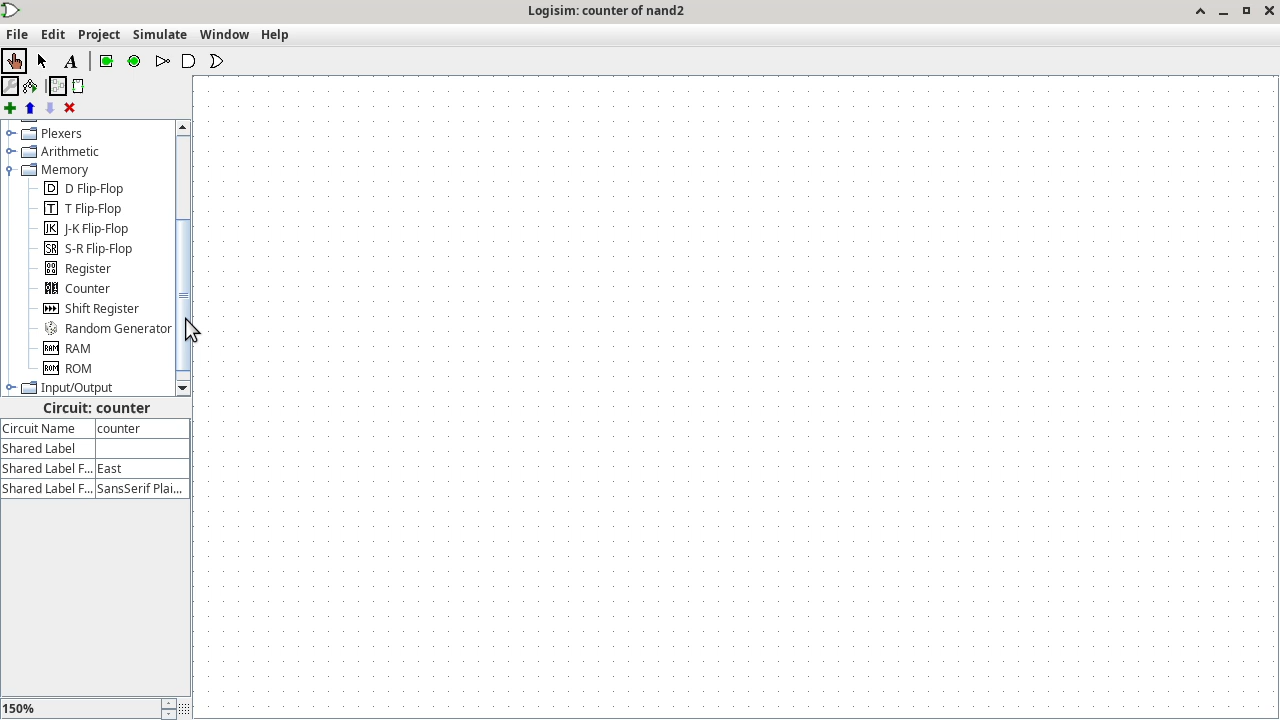 Logisim: counter of nand2
File Edit Project Simulate Window Help
A
Plexers
Arithmetic
Memory
D Flip-Flop
T Flip-Flop
J-K Flip-Flop
S-R Flip-Flop
Register
Counter
Shift Register
Random Generator
RAM
ROM
Input/Output
Circuit: counter
Circuit Name counter
Shared Label
Shared Label F... East
Shared Label F... SansSerif Plai...
150%